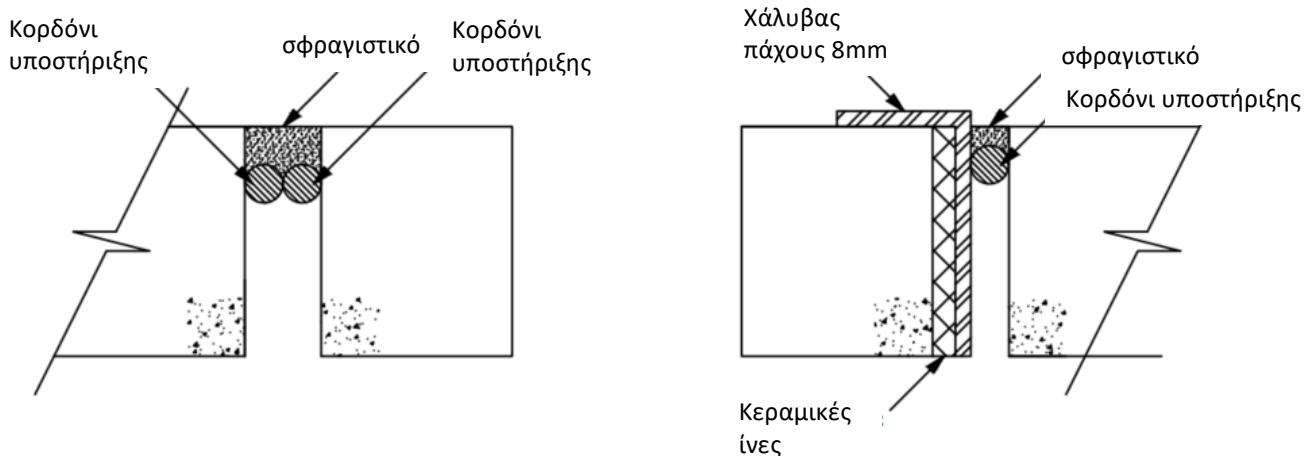 Κορδόνι
υποστήριξης
σφραγιστικό
Κορδόνι
υποστήριξης
Χάλυβας
πάχους 8mm
σφραγιστικό
Κορδόνι υποστήριξης
Κεραμικές
ίνες